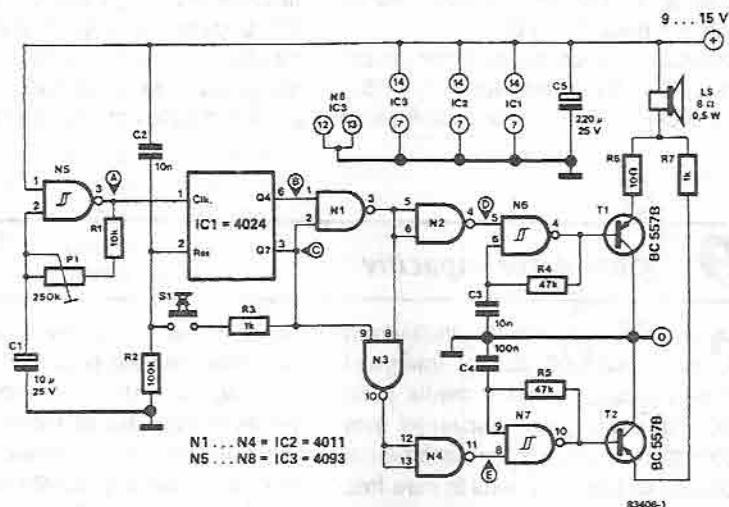 9 . . . 15 V
+
14
14
14
N8
IC3
IC3
IC2
IC1
12
13
7
7
7
C5
220 µ
25 V
LS
8 Ω
0,5 W
C2
10n
N5
A
1
3
2
R1
10k
P1
250k
C1
10 µ
25 V
1
Clk.
Q4
6
B
IC1 = 4024
2
Res
Q7
3
C
S1
R3
1k
R2
100k
1
N1
3
2
5
N2
4
6
D
5
N6
4
6
R4
47k
C3
10n
R6
10Ω
R7
1k
T1
BC 557B
0
9
8
N3
10
100n
C4
R5
47k
12
N4
11
13
E
9
N7
10
8
T2
BC 557B
N1 . . . N4 = IC2 = 4011
N5 . . . N8 = IC3 = 4093
83406-1